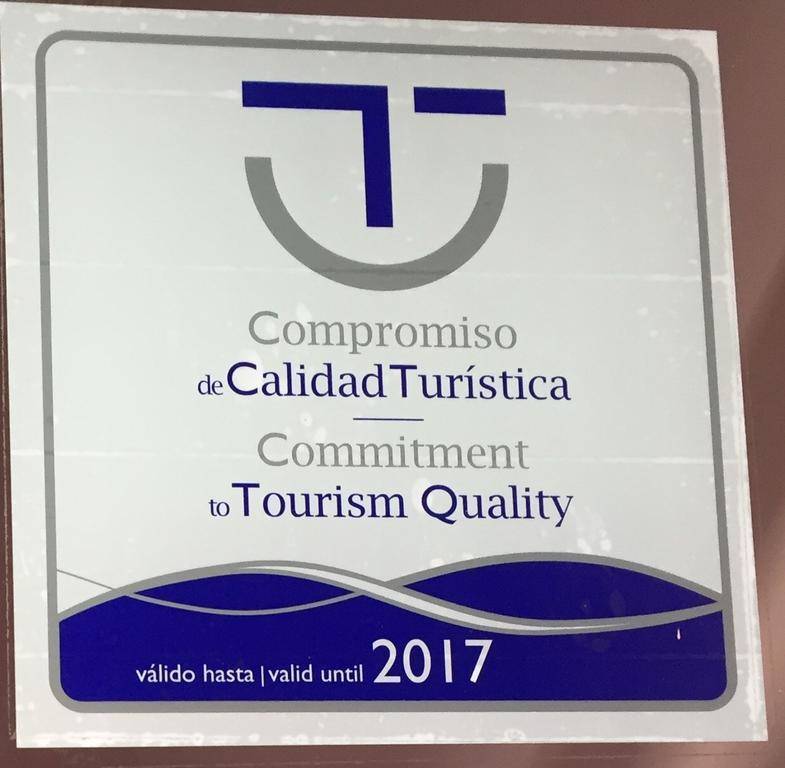 Compromiso
de Calidad Turística
Commitment
to Tourism Quality
válido hasta | valid until 2017